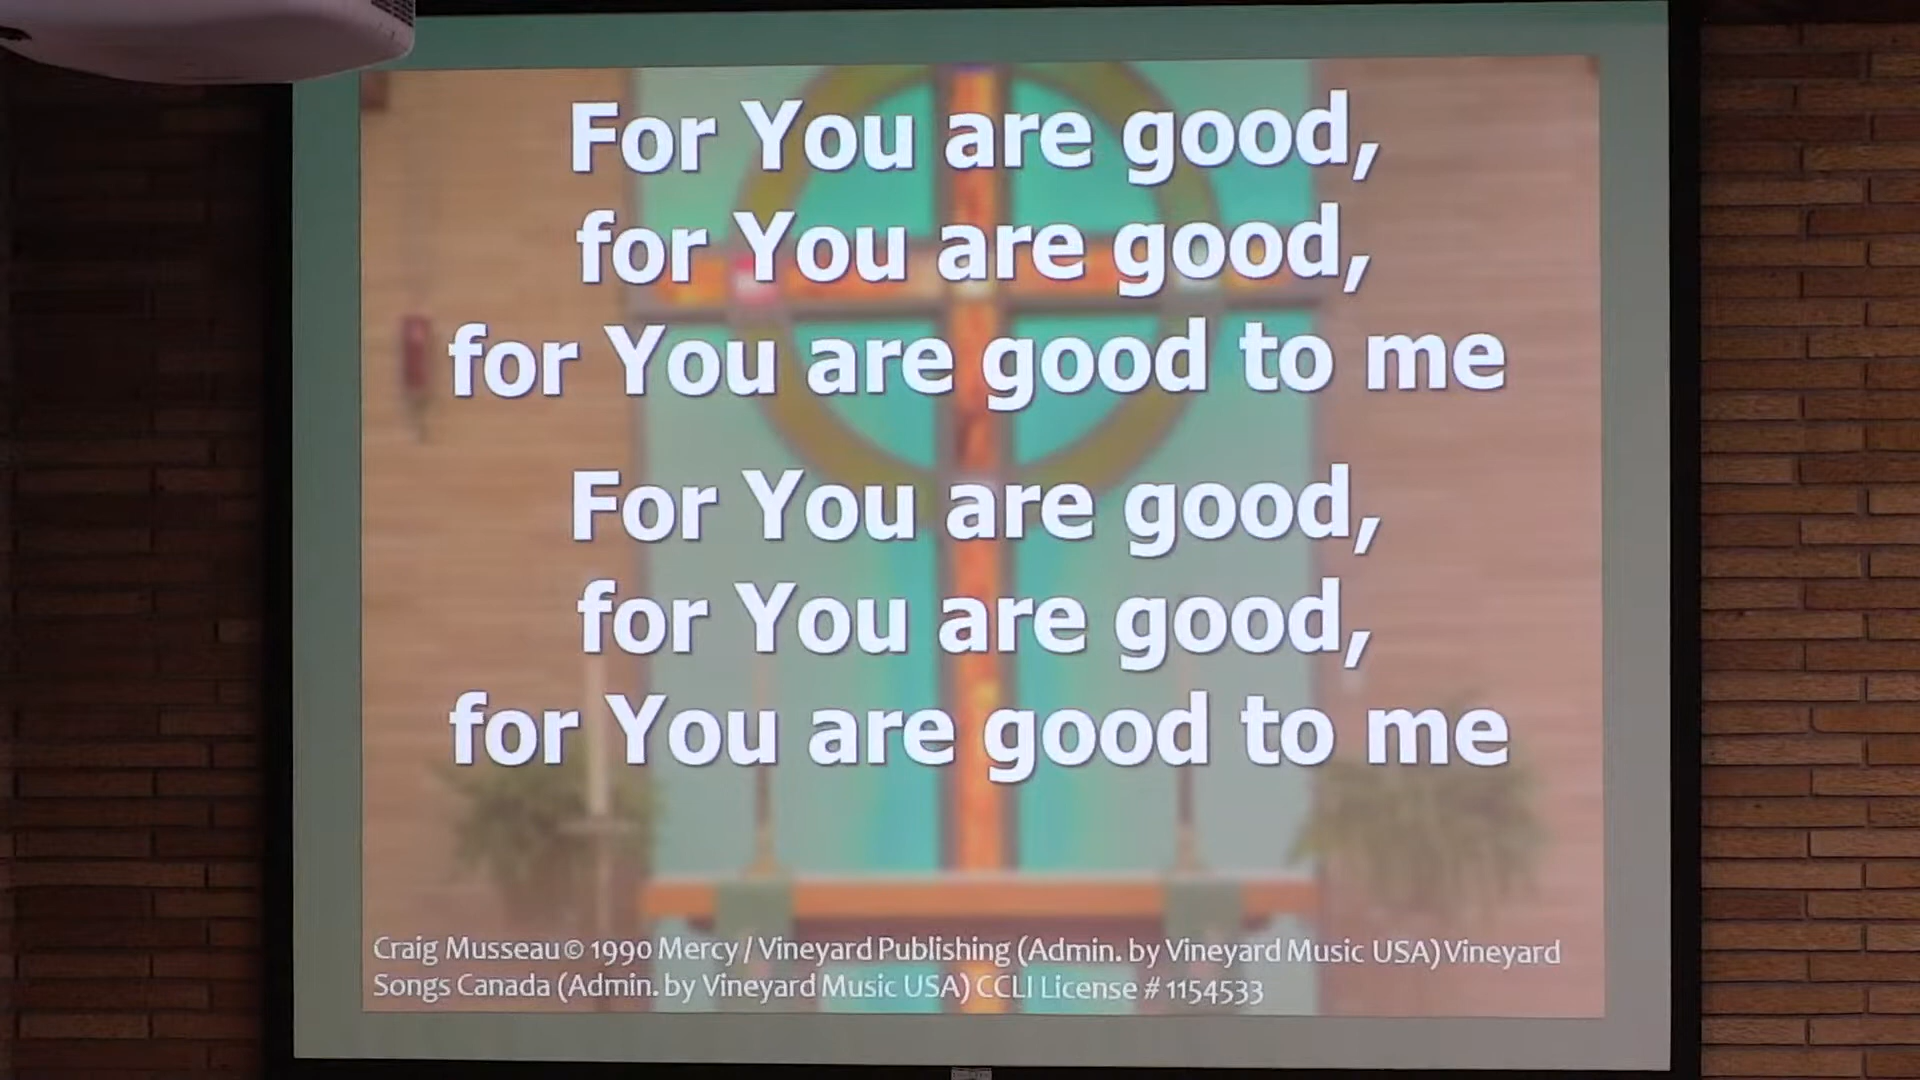 For You are good,
for You are good,
for You are good to me
For You are good,
for You are good,
for You are good to me
Craig Musseau © 1990 Mercy / Vineyard Publishing (Admin. by Vineyard Music USA) Vineyard
Songs Canada (Admin. by Vineyard Music USA) CCLI License # 1154533